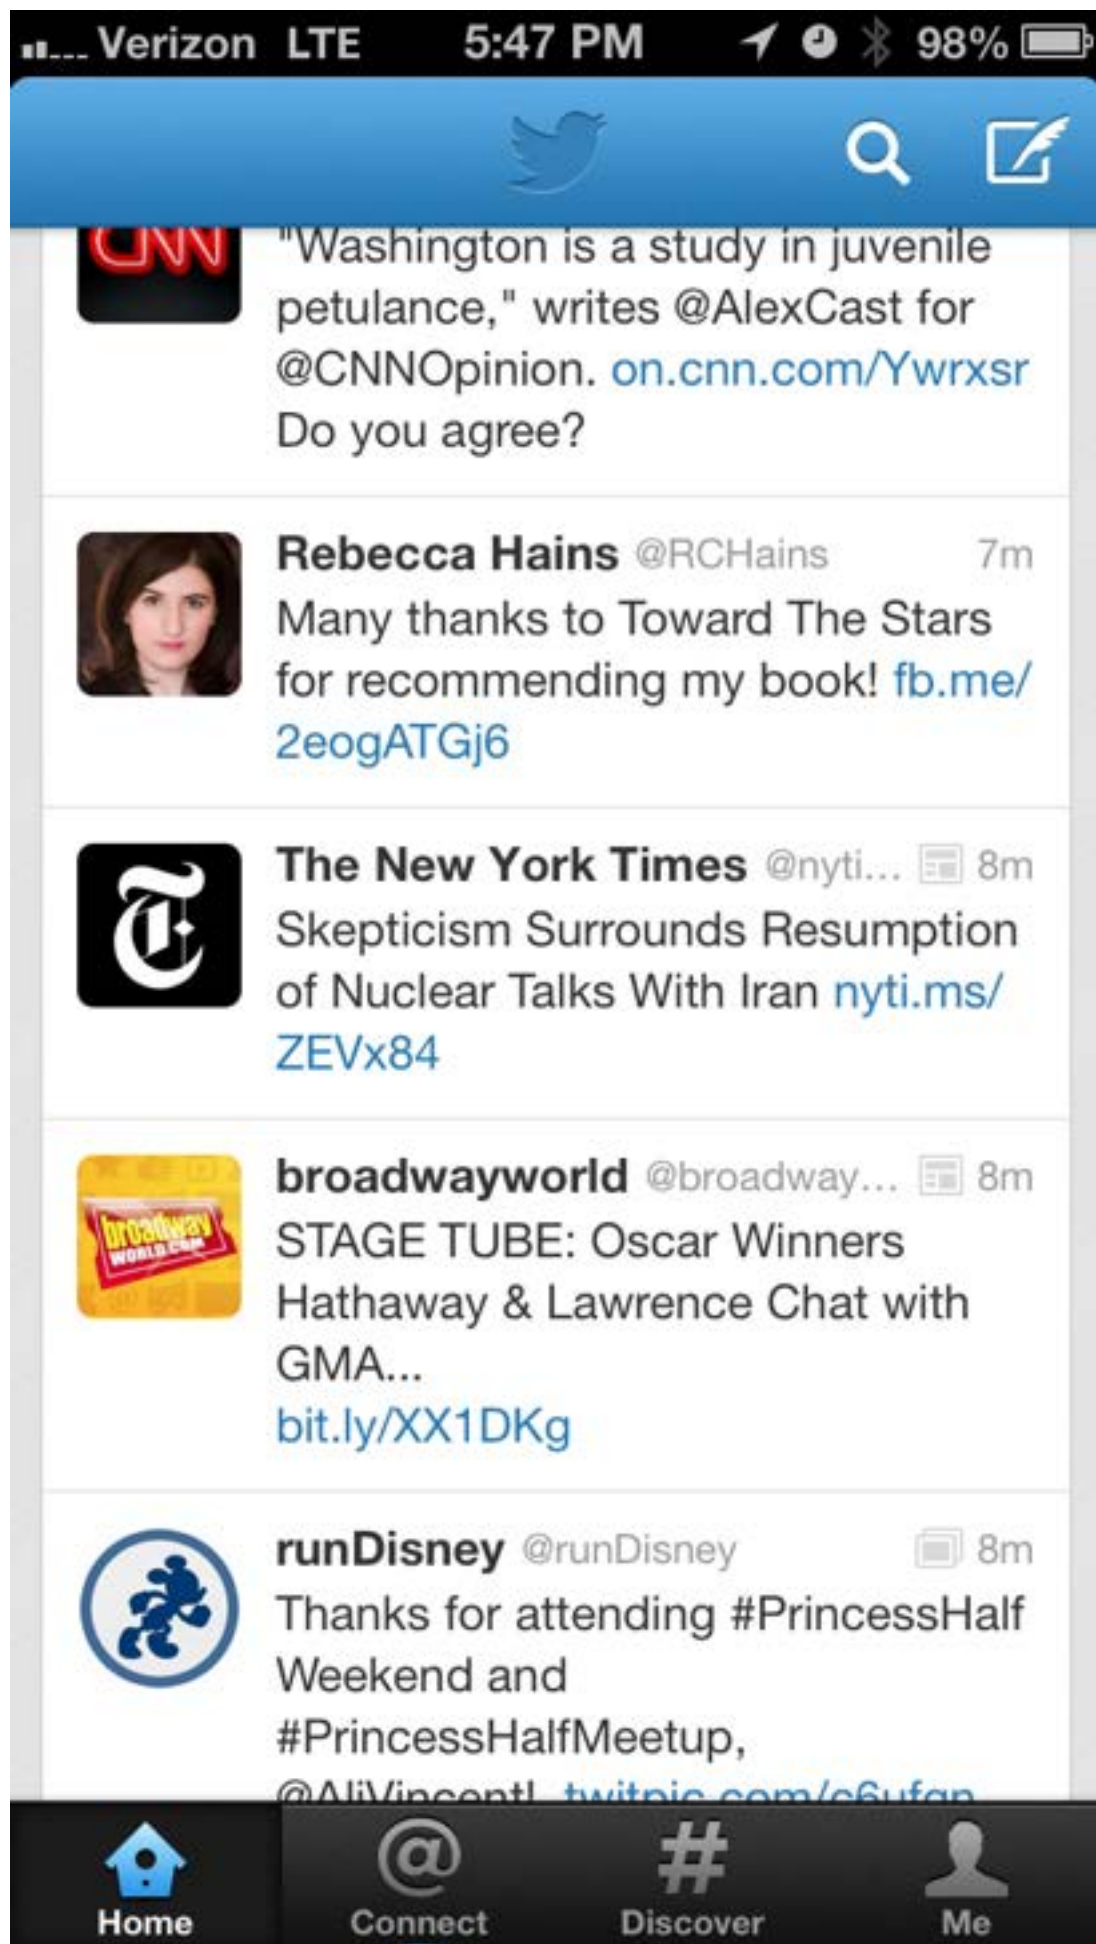 Verizon LTE 5:47 PM 98%
CNN
"Washington is a study in juvenile
petulance," writes @AlexCast for
@CNNOpinion. on.cnn.com/Ywrxsr
Do you agree?
Rebecca Hains @RCHains 7m
Many thanks to Toward The Stars
for recommending my book! fb.me/
2eogATGj6
The New York Times @nyti... 8m
T
Skepticism Surrounds Resumption
of Nuclear Talks With Iran nyti.ms/
ZEVx84
broadwayworld @broadway... 8m
broadway
WORLD.COM
STAGE TUBE: Oscar Winners
Hathaway & Lawrence Chat with
GMA...
bit.ly/XX1DKg
runDisney @runDisney 8m
Thanks for attending #PrincessHalf
Weekend and
#PrincessHalfMeetup,
@AliVincent! twitpic.com/c6ufgn
Home
Connect
Discover
Me